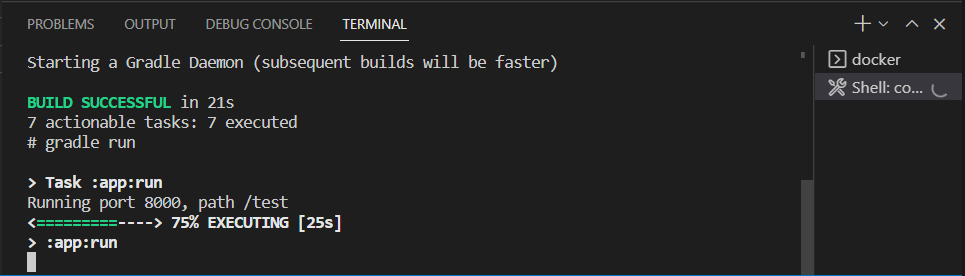 PROBLEMS OUTPUT DEBUG CONSOLE TERMINAL
Starting a Gradle Daemon (subsequent builds will be faster)
BUILD SUCCESSFUL in 21s
7 actionable tasks: 7 executed
# gradle run
> Task :app:run
Running port 8000, path /test
<=========----> 75% EXECUTING [25s]
> :app:run
docker
Shell: co...